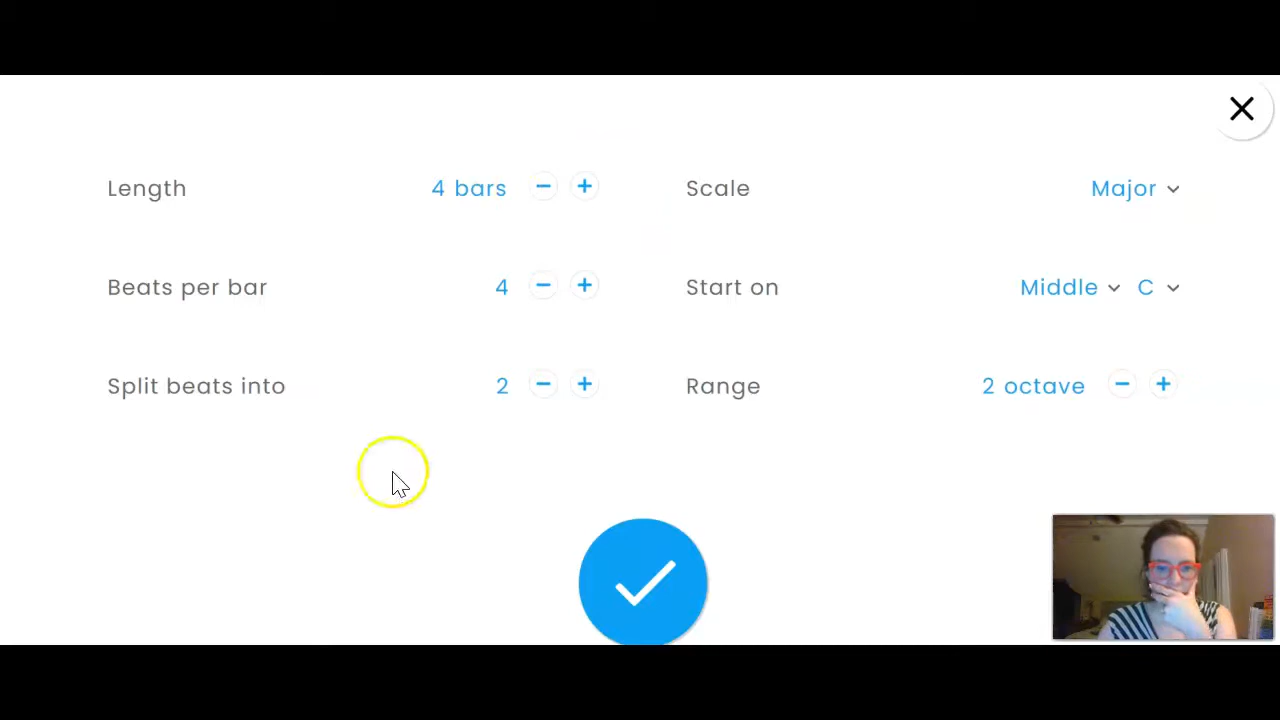 Length 4 bars − +
Scale Major
Beats per bar 4 − +
Start on Middle C
Split beats into 2 − +
Range 2 octave − +